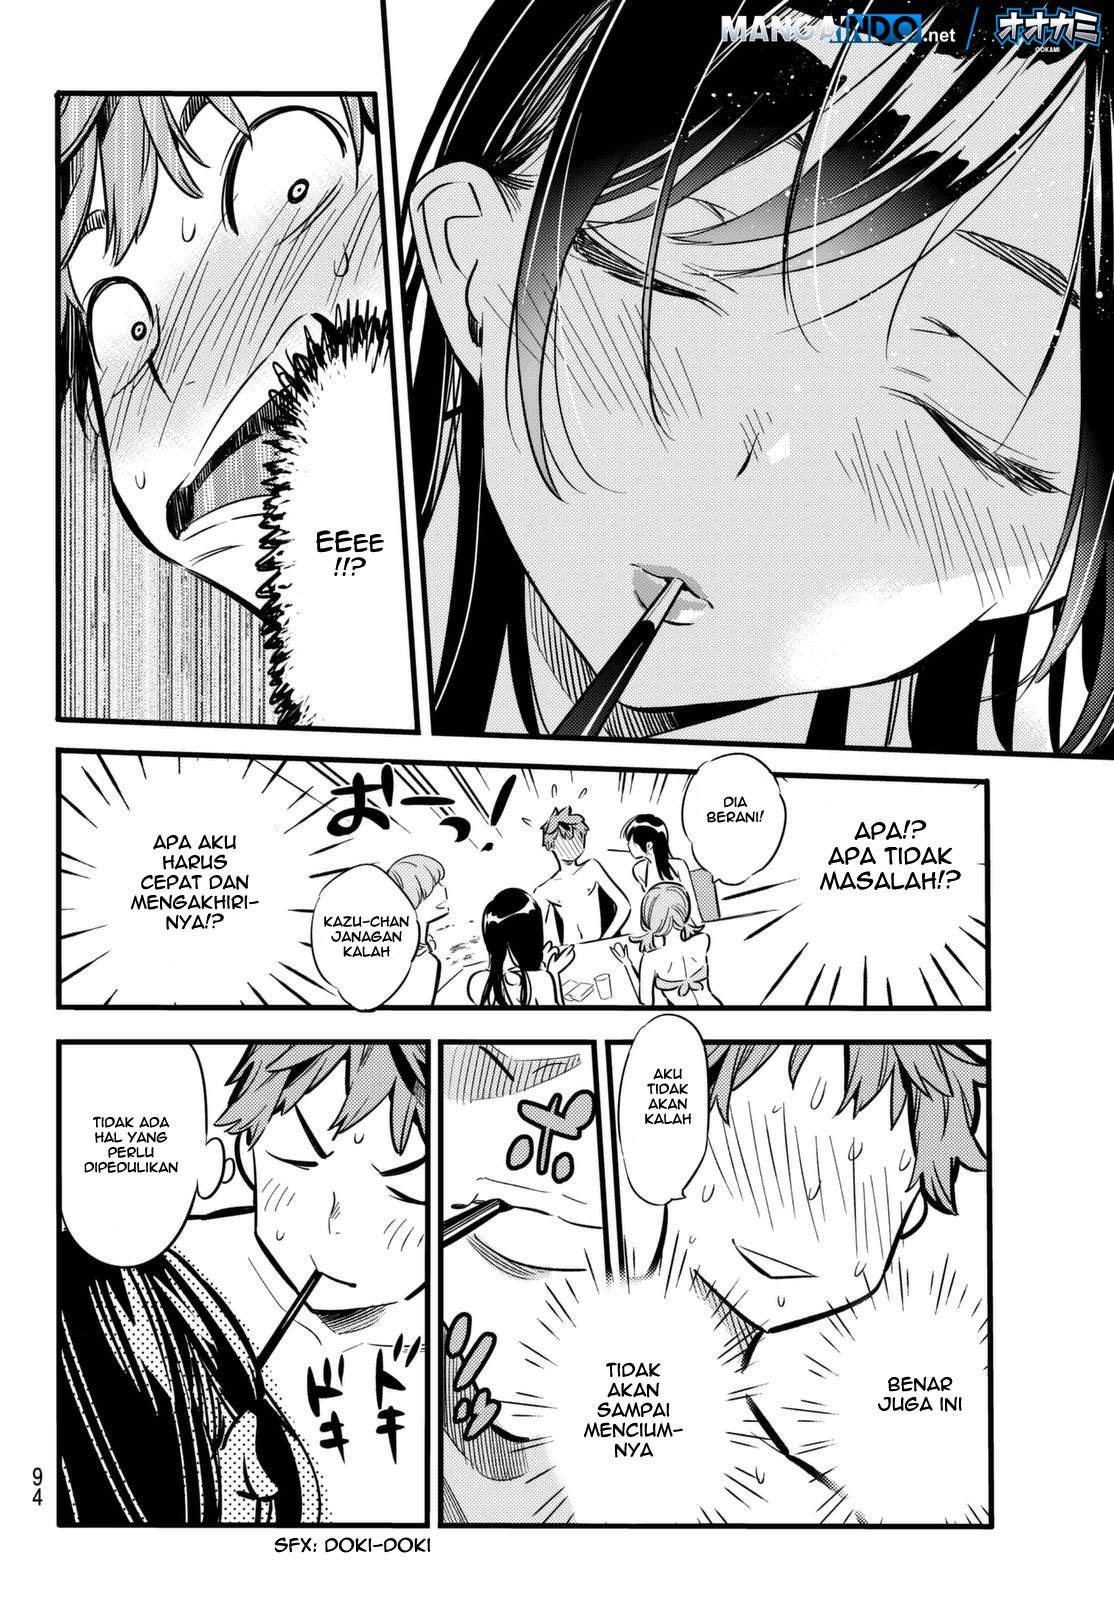 MANGAINDO.net / オオカミ
OOKAMI
EEEE
!!?
APA!?
APA TIDAK
MASALAH!?
DIA
BERANI!
おーっ!
KAZU-CHAN
JANAGAN
KALAH
APA AKU
HARUS
CEPAT DAN
MENGAKHIRI-
NYA!?
AKU
TIDAK
AKAN
KALAH
BENAR
JUGA INI
TIDAK
AKAN
SAMPAI
MENCIUM-
NYA
TIDAK ADA
HAL YANG
PERLU
DIPEDULIKAN
ドキ
ドキ
SFX: DOKI-DOKI
94